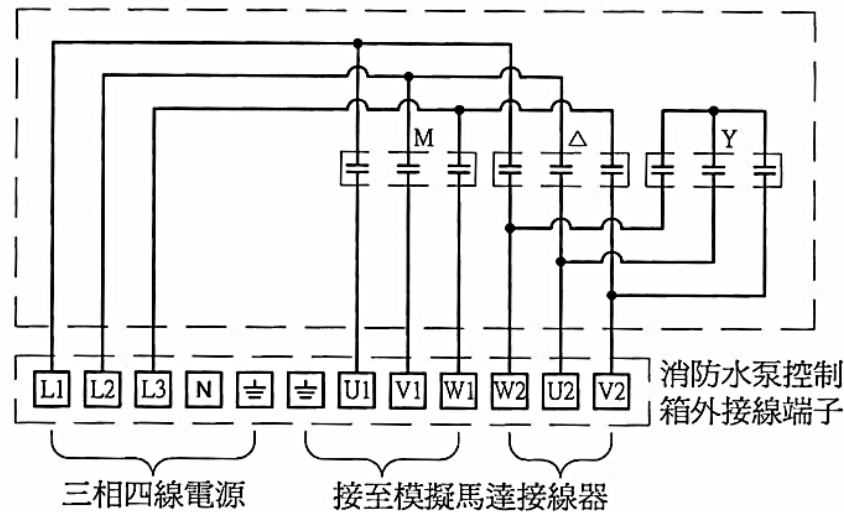 M △ Y
L1 L2 L3 N U1 V1 W1 W2 U2 V2
消防水泵控制
箱外接線端子
三相四線電源 接至模擬馬達接線器